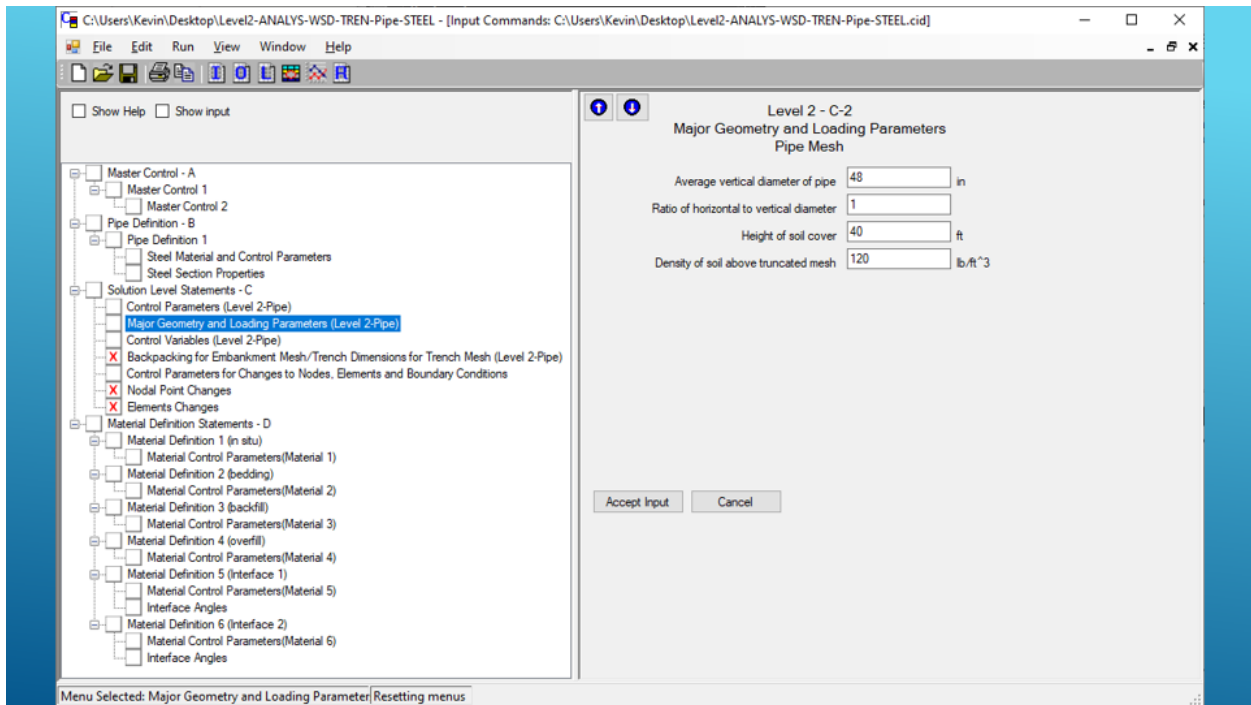 C:\Users\Kevin\Desktop\Level2-ANALYS-WSD-TREN-Pipe-STEEL - [Input Commands: C:\Users\Kevin\Desktop\Level2-ANALYS-WSD-TREN-Pipe-STEEL.cid]
File Edit Run View Window Help
Show Help Show input
Master Control - A
Master Control 1
Master Control 2
Pipe Definition - B
Pipe Definition 1
Steel Material and Control Parameters
Steel Section Properties
Solution Level Statements - C
Control Parameters (Level 2-Pipe)
Major Geometry and Loading Parameters (Level 2-Pipe)
Control Variables (Level 2-Pipe)
X Backpacking for Embankment Mesh/Trench Dimensions for Trench Mesh (Level 2-Pipe)
Control Parameters for Changes to Nodes, Elements and Boundary Conditions
X Nodal Point Changes
X Elements Changes
Material Definition Statements - D
Material Definition 1 (in situ)
Material Control Parameters(Material 1)
Material Definition 2 (bedding)
Material Control Parameters(Material 2)
Material Definition 3 (backfill)
Material Control Parameters(Material 3)
Material Definition 4 (overfill)
Material Control Parameters(Material 4)
Material Definition 5 (Interface 1)
Material Control Parameters(Material 5)
Interface Angles
Material Definition 6 (Interface 2)
Material Control Parameters(Material 6)
Interface Angles
Level 2 - C-2
Major Geometry and Loading Parameters
Pipe Mesh
Average vertical diameter of pipe 48 in
Ratio of horizontal to vertical diameter 1
Height of soil cover 40 ft
Density of soil above truncated mesh 120 lb/ft^3
Accept Input Cancel
Menu Selected: Major Geometry and Loading Parameter Resetting menus